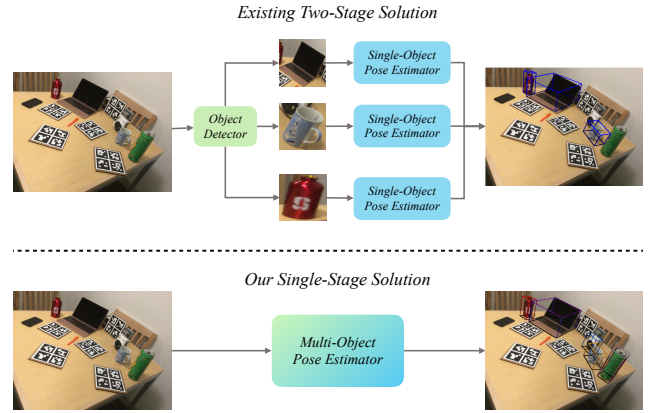 Existing Two-Stage Solution
Single-Object
Pose Estimator
Object
Detector
Single-Object
Pose Estimator
S
Single-Object
Pose Estimator
Our Single-Stage Solution
Multi-Object
Pose Estimator